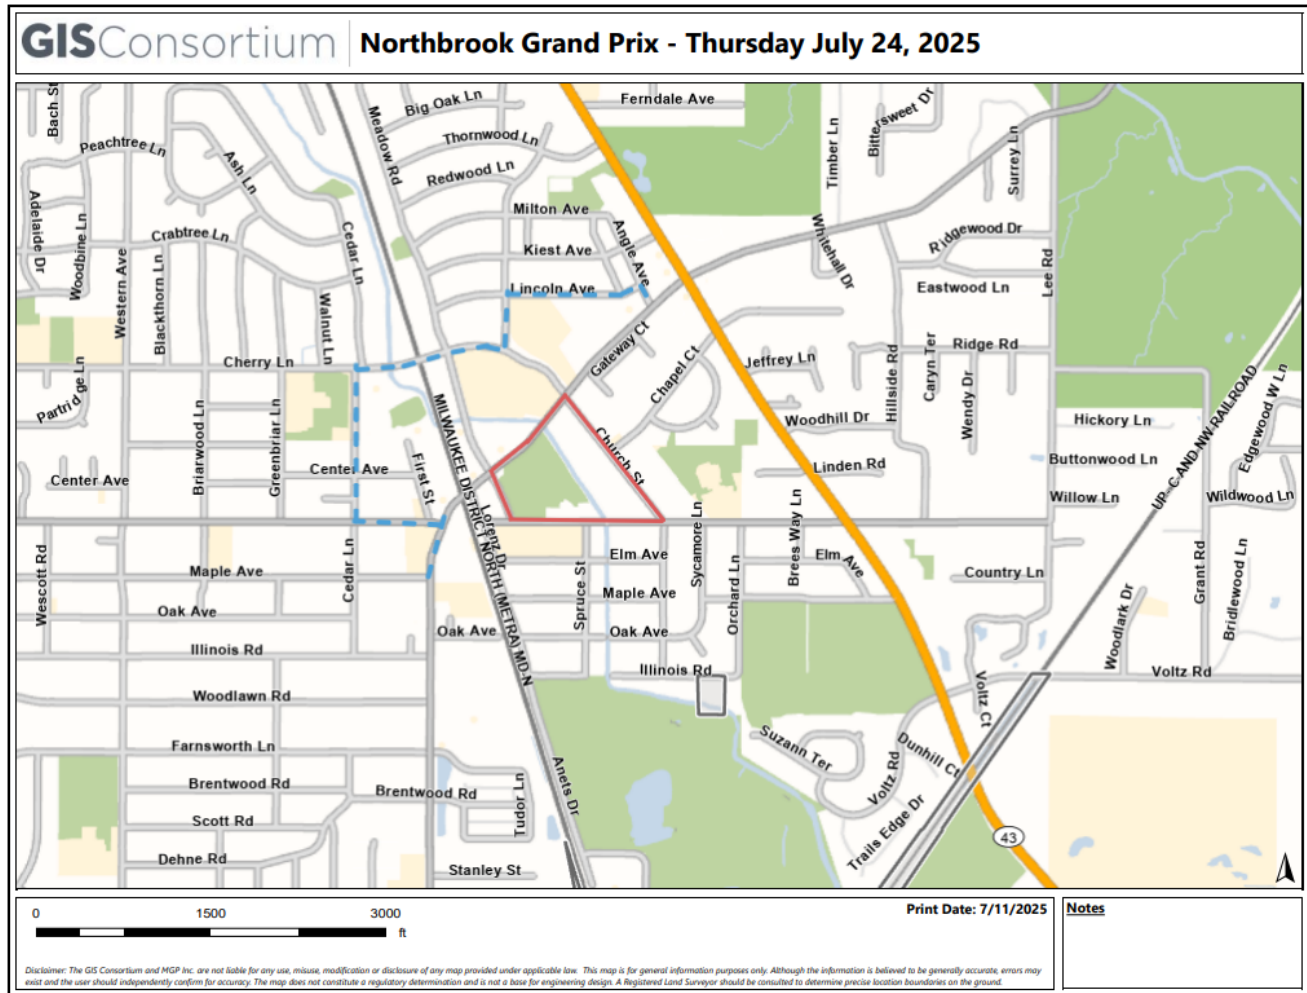 GISConsortium
Northbrook Grand Prix - Thursday July 24, 2025
Bach St
Meadow Rd
Big Oak Ln
Ferndale Ave
Bittersweet Dr
Peachtree Ln
Thornwood Ln
Timber Ln
Surrey Ln
Ash Ln
Redwood Ln
Adelaide Dr
Woodbine Ln
Milton Ave
Angle Ave
Whitehall Dr
Crabtree Ln
Cedar Ln
Kiest Ave
Ridgewood Dr
Western Ave
Blackthorn Ln
Lincoln Ave
Eastwood Ln
Lee Rd
Walnut Ln
Gateway Ct
Cherry Ln
Chapel Ct
Jeffrey Ln
Hillside Rd
Caryn Ter
Ridge Rd
Partridge Ln
Wendy Dr
Edgewood W Ln
Briarwood Ln
Greenbriar Ln
MILWAUKEE DISTRICT NORTH (METRA) MD-N
Church St
Woodhill Dr
Hickory Ln
UP - C AND NW RAILROAD
Center Ave
Center Ave
First St
Linden Rd
Buttonwood Ln
Willow Ln
Wildwood Ln
Lorenz Dr
Sycamore Ln
Brees Way Ln
Wescott Rd
Cedar Ln
Elm Ave
Elm Ave
Maple Ave
Spruce St
Maple Ave
Orchard Ln
Country Ln
Grant Rd
Bridlewood Ln
Oak Ave
Oak Ave
Oak Ave
Woodlark Dr
Illinois Rd
Illinois Rd
Voltz Rd
Woodlawn Rd
Voltz Ct
Farnsworth Ln
Suzann Ter
Dunhill Ct
Brentwood Rd
Brentwood Rd
Tudor Ln
Anets Dr
Voltz Rd
Scott Rd
Trails Edge Dr
43
Dehne Rd
Stanley St
0 1500 3000
ft
Print Date: 7/11/2025
Notes
Disclaimer: The GIS Consortium and MGP Inc. are not liable for any use, misuse, modification or disclosure of any map provided under applicable law. This map is for general information purposes only. Although the information is believed to be generally accurate, errors may
exist and the user should independently confirm for accuracy. The map does not constitute a regulatory determination and is not a base for engineering design. A Registered Land Surveyor should be consulted to determine precise location boundaries on the ground.